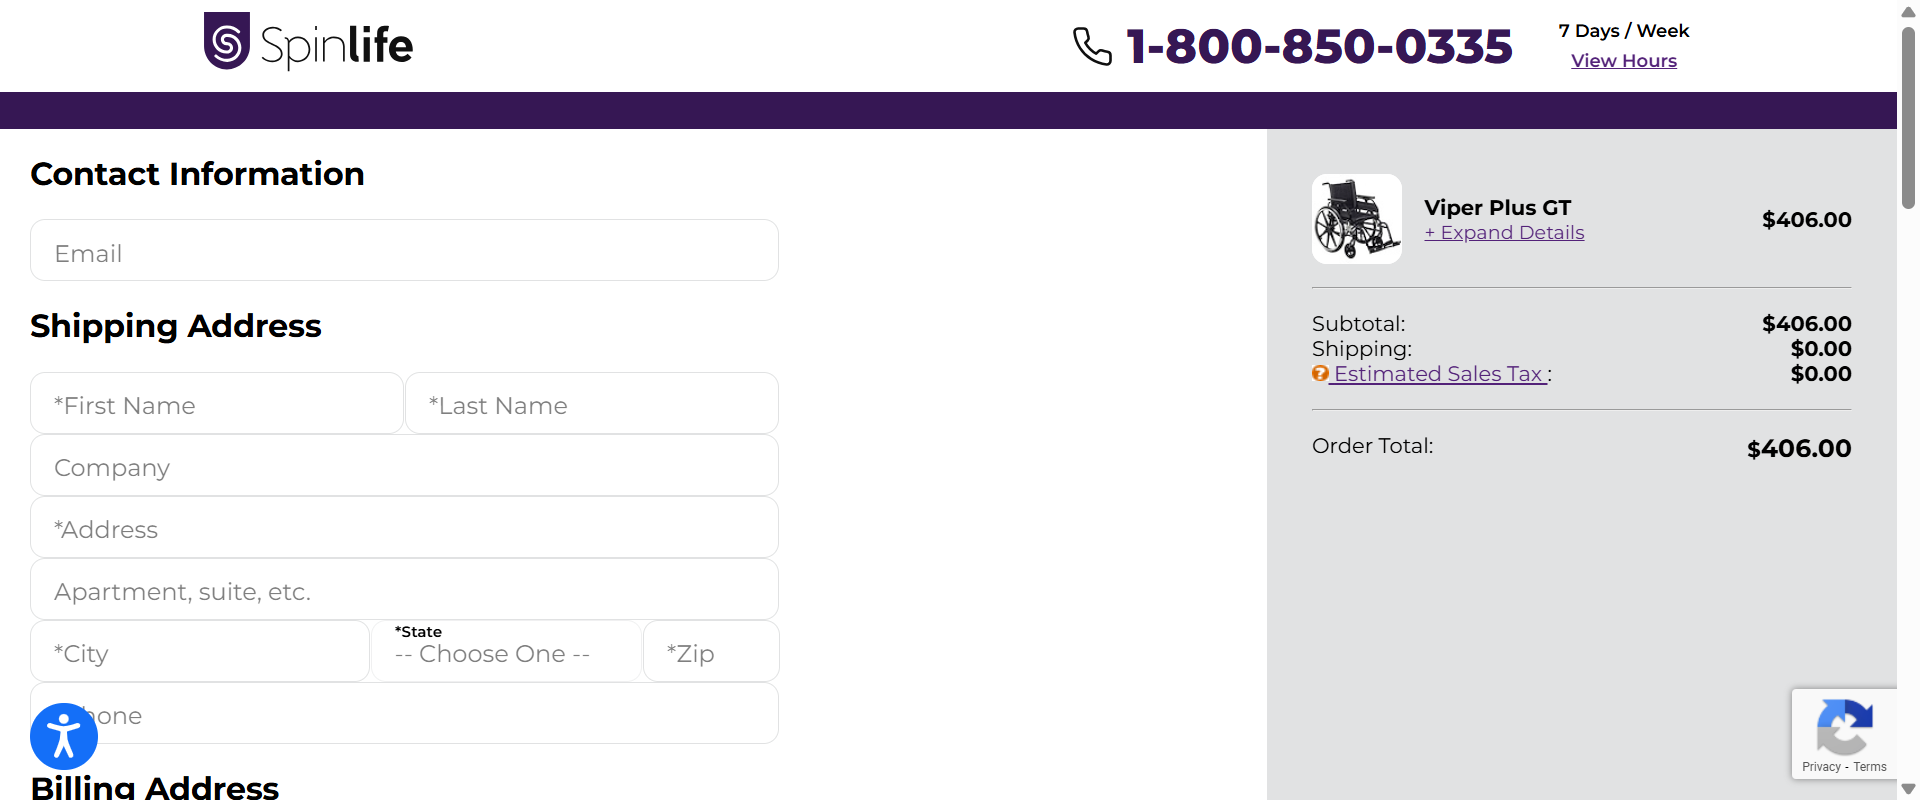 Spinlife
1-800-850-0335
7 Days / Week
View Hours
Contact Information
Email
Shipping Address
*First Name
*Last Name
Company
*Address
Apartment, suite, etc.
*City
*State
-- Choose One --
*Zip
hone
Billing Address
Viper Plus GT
+ Expand Details
$406.00
Subtotal: $406.00
Shipping: $0.00
? Estimated Sales Tax : $0.00
Order Total: $406.00
Privacy - Terms